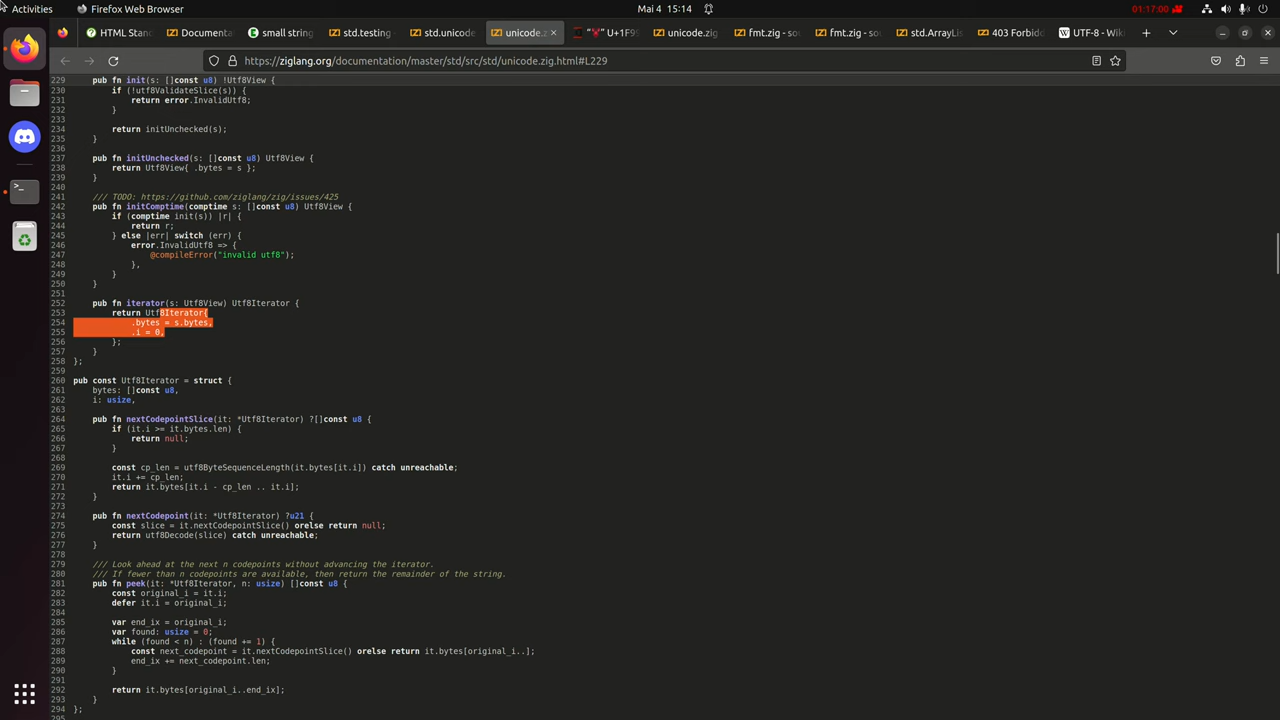 Activities
Firefox Web Browser
Mai 4 15:14
01:17:00
HTML Stan
Documenta
small string
std.testing
std.unicode
unicode.z
"🦞" U+1F99
unicode.zig
fmt.zig - so
fmt.zig - sou
std.ArrayLis
403 Forbido
UTF-8 - Wiki
https://ziglang.org/documentation/master/std/src/std/unicode.zig.html#L229
229 pub fn init(s: []const u8) !Utf8View {
230 if (!utf8ValidateSlice(s)) {
231 return error.InvalidUtf8;
232 }
233
234 return initUnchecked(s);
235 }
236
237 pub fn initUnchecked(s: []const u8) Utf8View {
238 return Utf8View{ .bytes = s };
239 }
240
241 /// TODO: https://github.com/ziglang/zig/issues/425
242 pub fn initComptime(comptime s: []const u8) Utf8View {
243 if (comptime init(s)) |r| {
244 return r;
245 } else |err| switch (err) {
246 error.InvalidUtf8 => {
247 @compileError("invalid utf8");
248 },
249 }
250 }
251
252 pub fn iterator(s: Utf8View) Utf8Iterator {
253 return Utf8Iterator{
254 .bytes = s.bytes,
255 .i = 0,
256 };
257 }
258 };
259
260 pub const Utf8Iterator = struct {
261 bytes: []const u8,
262 i: usize,
263
264 pub fn nextCodepointSlice(it: *Utf8Iterator) ?[]const u8 {
265 if (it.i >= it.bytes.len) {
266 return null;
267 }
268
269 const cp_len = utf8ByteSequenceLength(it.bytes[it.i]) catch unreachable;
270 it.i += cp_len;
271 return it.bytes[it.i - cp_len .. it.i];
272 }
273
274 pub fn nextCodepoint(it: *Utf8Iterator) ?u21 {
275 const slice = it.nextCodepointSlice() orelse return null;
276 return utf8Decode(slice) catch unreachable;
277 }
278
279 /// Look ahead at the next n codepoints without advancing the iterator.
280 /// If fewer than n codepoints are available, then return the remainder of the string.
281 pub fn peek(it: *Utf8Iterator, n: usize) []const u8 {
282 const original_i = it.i;
283 defer it.i = original_i;
284
285 var end_ix = original_i;
286 var found: usize = 0;
287 while (found < n) : (found += 1) {
288 const next_codepoint = it.nextCodepointSlice() orelse return it.bytes[original_i..];
289 end_ix += next_codepoint.len;
290 }
291
292 return it.bytes[original_i..end_ix];
293 }
294 };
295